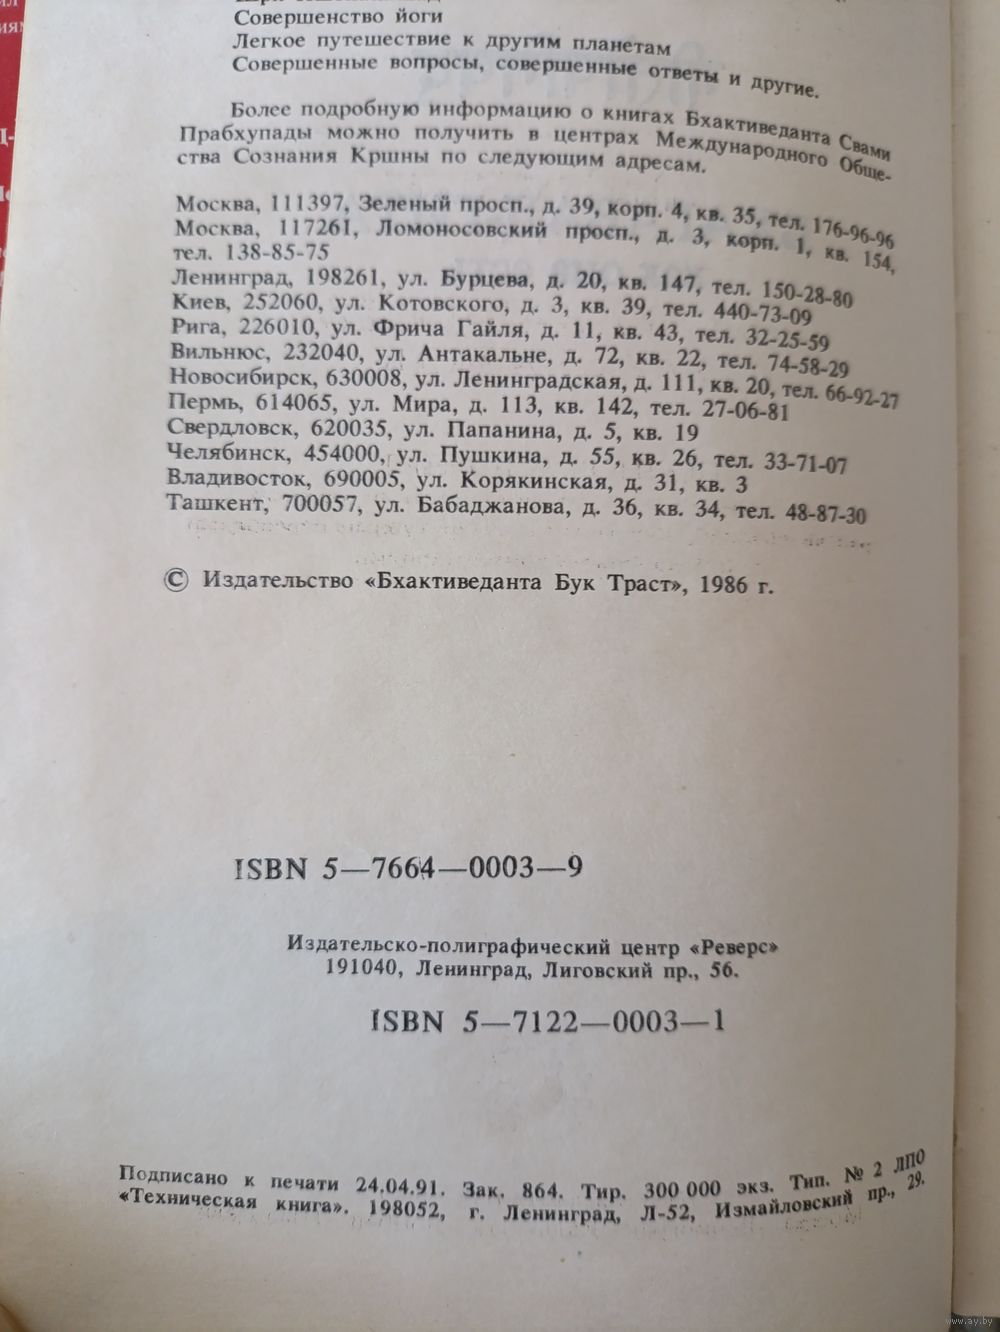 Совершенство йоги
Легкое путешествие к другим планетам
Совершенные вопросы, совершенные ответы и другие.
Более подробную информацию о книгах Бхактиведанта Свами
Прабхупады можно получить в центрах Международного Обще-
ства Сознания Кршны по следующим адресам.
Москва, 111397, Зеленый просп., д. 39, корп. 4, кв. 35, тел. 176-96-96
Москва, 117261, Ломоносовский просп., д. 3, корп. 1, кв. 154,
тел. 138-85-75
Ленинград, 198261, ул. Бурцева, д. 20, кв. 147, тел. 150-28-80
Киев, 252060, ул. Котовского, д. 3, кв. 39, тел. 440-73-09
Рига, 226010, ул. Фрича Гайля, д. 11, кв. 43, тел. 32-25-59
Вильнюс, 232040, ул. Антакальне, д. 72, кв. 22, тел. 74-58-29
Новосибирск, 630008, ул. Ленинградская, д. 111, кв. 20, тел. 66-92-27
Пермь, 614065, ул. Мира, д. 113, кв. 142, тел. 27-06-81
Свердловск, 620035, ул. Папанина, д. 5, кв. 19
Челябинск, 454000, ул. Пушкина, д. 55, кв. 26, тел. 33-71-07
Владивосток, 690005, ул. Корякинская, д. 31, кв. 3
Ташкент, 700057, ул. Бабаджанова, д. 36, кв. 34, тел. 48-87-30
© Издательство «Бхактиведанта Бук Траст», 1986 г.
ISBN 5—7664—0003—9
Издательско-полиграфический центр «Реверс»
191040, Ленинград, Лиговский пр., 56.
ISBN 5—7122—0003—1
Подписано к печати 24.04.91. Зак. 864. Тир. 300 000 экз. Тип. № 2 ЛПО
«Техническая книга». 198052, г. Ленинград, Л-52, Измайловский пр., 29.
www.ay.by